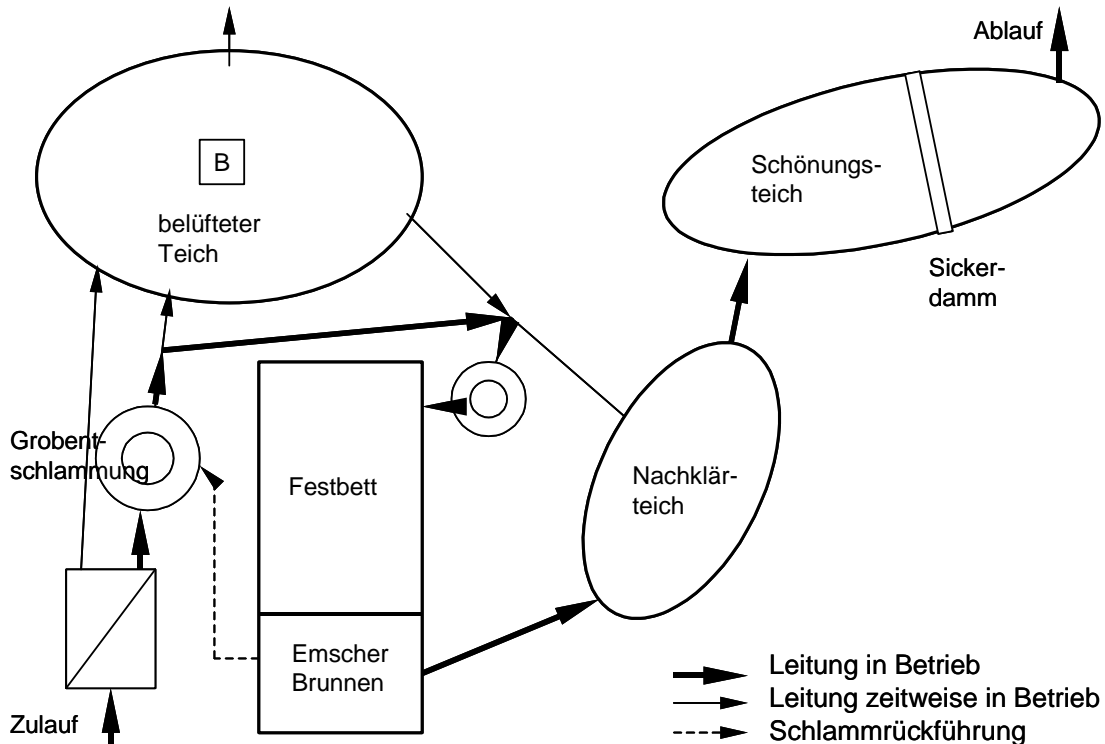 Ablauf
B
belüfteter
Teich
Schönungs-
teich
Sicker-
damm
Grobent-
schlammung
Festbett
Nachklär-
teich
Emscher
Brunnen
Zulauf
Leitung in Betrieb
Leitung zeitweise in Betrieb
Schlammrückführung